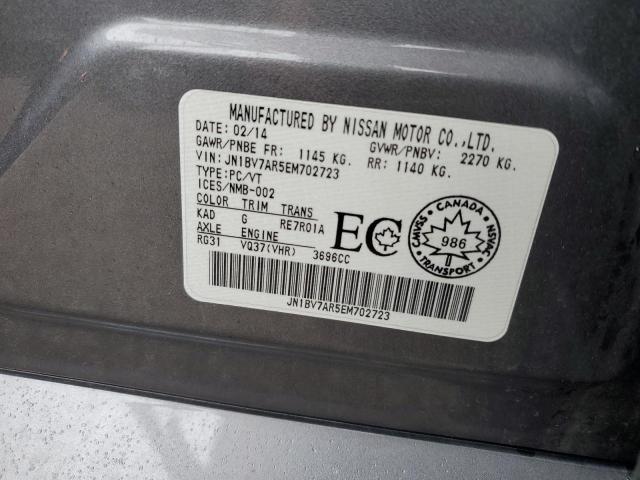 MANUFACTURED BY NISSAN MOTOR CO.,LTD.
DATE: 02/14 GVWR/PNBV: 2270 KG.
GAWR/PNBE FR: 1145 KG. RR: 1140 KG.
VIN: JN1BV7AR5EM702723
TYPE: PC/VT
ICES/NMB-002
COLOR TRIM TRANS
KAD G RE7R01A
AXLE ENGINE
RG31 VQ37(VHR) 3696CC
EC
CANADA
CMVSS 986 NSVAC
TRANSPORT
JN1BV7AR5EM702723